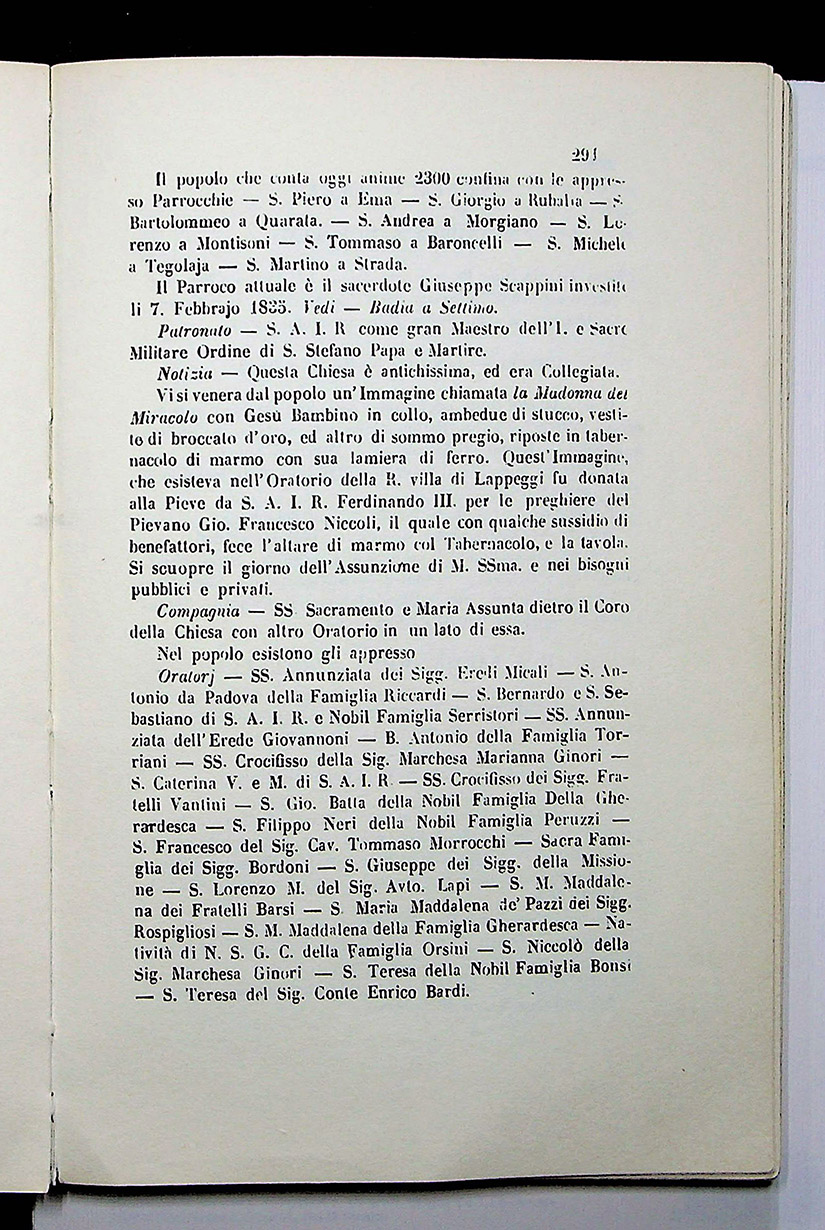 291
Il popolo che conta oggi anime 2300 confina con le appres-
so Parrocchie — S. Piero a Ema — S. Giorgio a Ruballa — S.
Bartolommeo a Quarata. — S. Andrea a Morgiano — S. Lo-
renzo a Montisoni — S. Tommaso a Baroncelli — S. Michele
a Tegolaja — S. Martino a Strada.
Il Parroco attuale è il sacerdote Giuseppe Scappini investito
li 7. Febbrajo 1835. Vedi — Badia a Settimo.
Patronato — S. A. I. R come gran Maestro dell'I. e Sacro
Militare Ordine di S. Stefano Papa e Martire.
Notizia — Questa Chiesa è antichissima, ed era Collegiata.
Vi si venera dal popolo un'Immagine chiamata la Madonna del
Miracolo con Gesù Bambino in collo, ambedue di stucco, vesti-
te di broccato d'oro, ed altro di sommo pregio, riposte in taber-
nacolo di marmo con sua lamiera di ferro. Quest'Immagine,
che esisteva nell'Oratorio della R. villa di Lappeggi fu donata
alla Pieve da S. A. I. R. Ferdinando III. per le preghiere del
Pievano Gio. Francesco Niccoli, il quale con qualche sussidio di
benefattori, fece l'altare di marmo col Tabernacolo, e la tavola.
Si scuopre il giorno dell'Assunzione di M. SSma. e nei bisogni
pubblici e privati.
Compagnia — SS. Sacramento e Maria Assunta dietro il Coro
della Chiesa con altro Oratorio in un lato di essa.
Nel popolo esistono gli appresso
Oratorj — SS. Annunziata dei Sigg. Eredi Micali — S. An-
tonio da Padova della Famiglia Riccardi — S. Bernardo e S. Se-
bastiano di S. A. I. R. e Nobil Famiglia Serristori — SS. Annun-
ziata dell'Erede Giovannoni — B. Antonio della Famiglia Tor-
riani — SS. Crocifisso della Sig. Marchesa Marianna Ginori —
S. Caterina V. e M. di S. A. I. R. — SS. Crocifisso dei Sigg. Fra-
telli Vantini — S. Gio. Batta della Nobil Famiglia Della Ghe-
rardesca — S. Filippo Neri della Nobil Famiglia Peruzzi —
S. Francesco del Sig. Cav. Tommaso Morrocchi — Sacra Fami-
glia dei Sigg. Bordoni — S. Giuseppe dei Sigg. della Missio-
ne — S. Lorenzo M. del Sig. Avto. Lapi — S. M. Maddale-
na dei Fratelli Barsi — S. Maria Maddalena de' Pazzi dei Sigg.
Rospigliosi — S. M. Maddalena della Famiglia Gherardesca — Na-
tività di N. S. G. C. della Famiglia Orsini — S. Niccolò della
Sig. Marchesa Ginori — S. Teresa della Nobil Famiglia Bonsi
— S. Teresa del Sig. Conte Enrico Bardi.